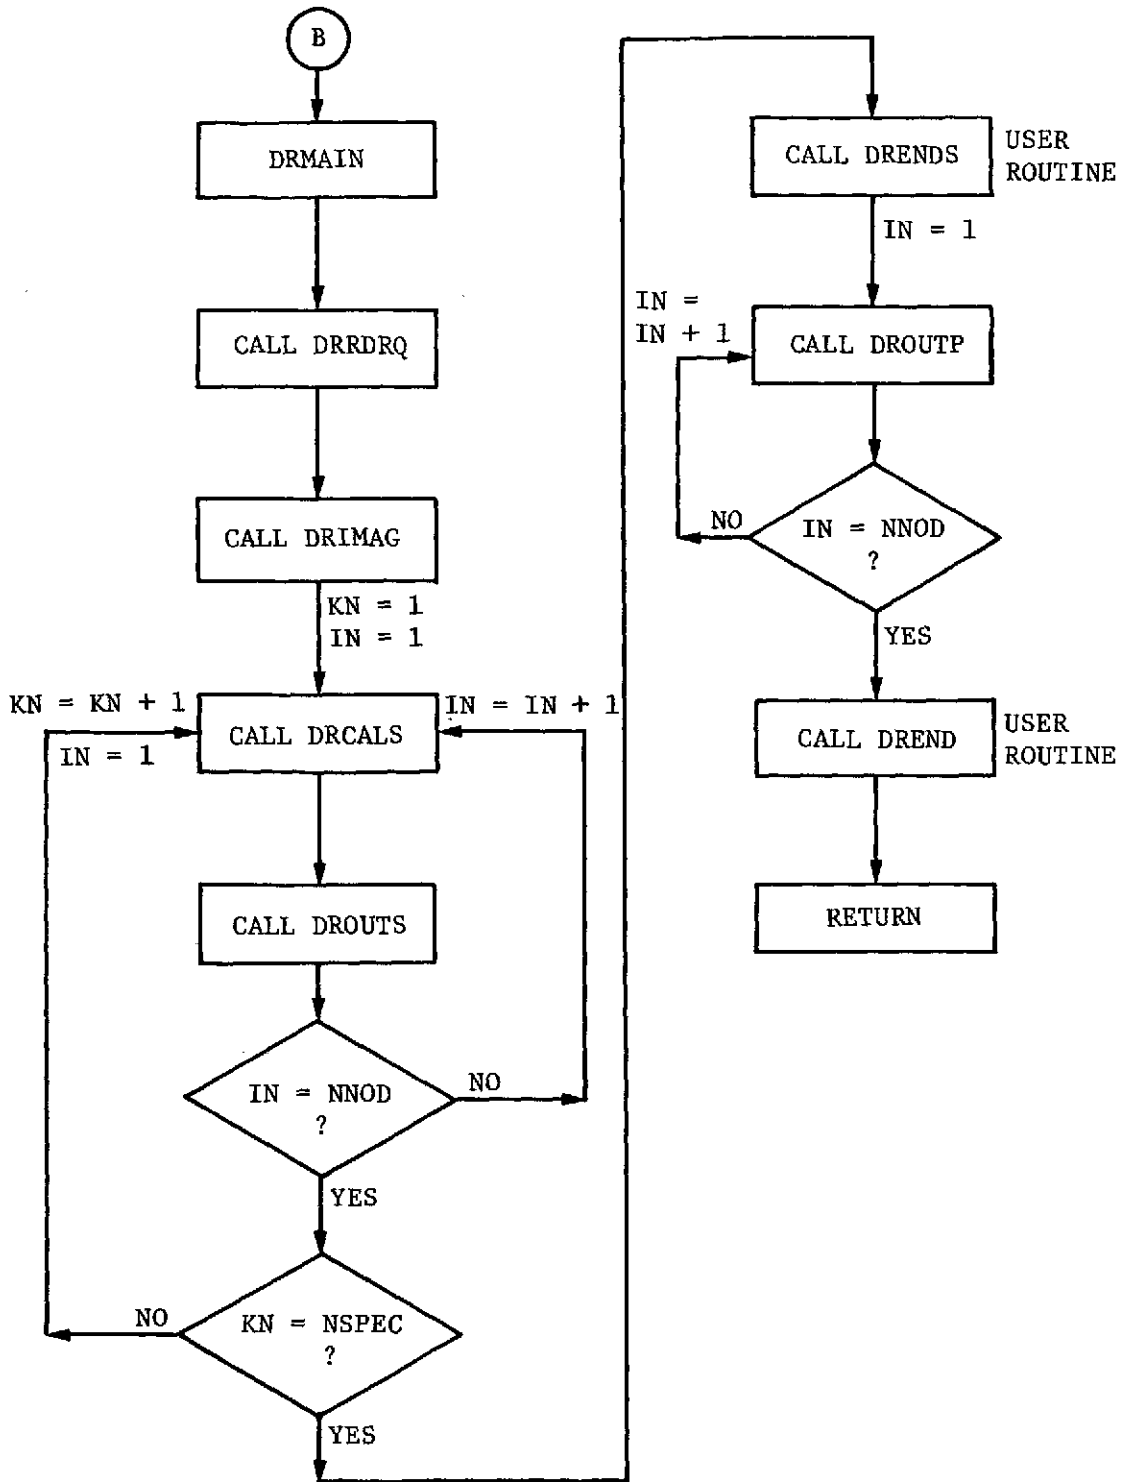 B
DRMAIN
CALL DRRDRQ
CALL DRIMAG
KN = 1
IN = 1
KN = KN + 1
IN = 1
IN = IN + 1
CALL DRCALS
CALL DROUTS
IN = NNOD
?
NO
YES
KN = NSPEC
?
NO
YES
CALL DRENDS
USER
ROUTINE
IN = 1
IN =
IN + 1
CALL DROUTP
IN = NNOD
?
NO
YES
CALL DREND
USER
ROUTINE
RETURN